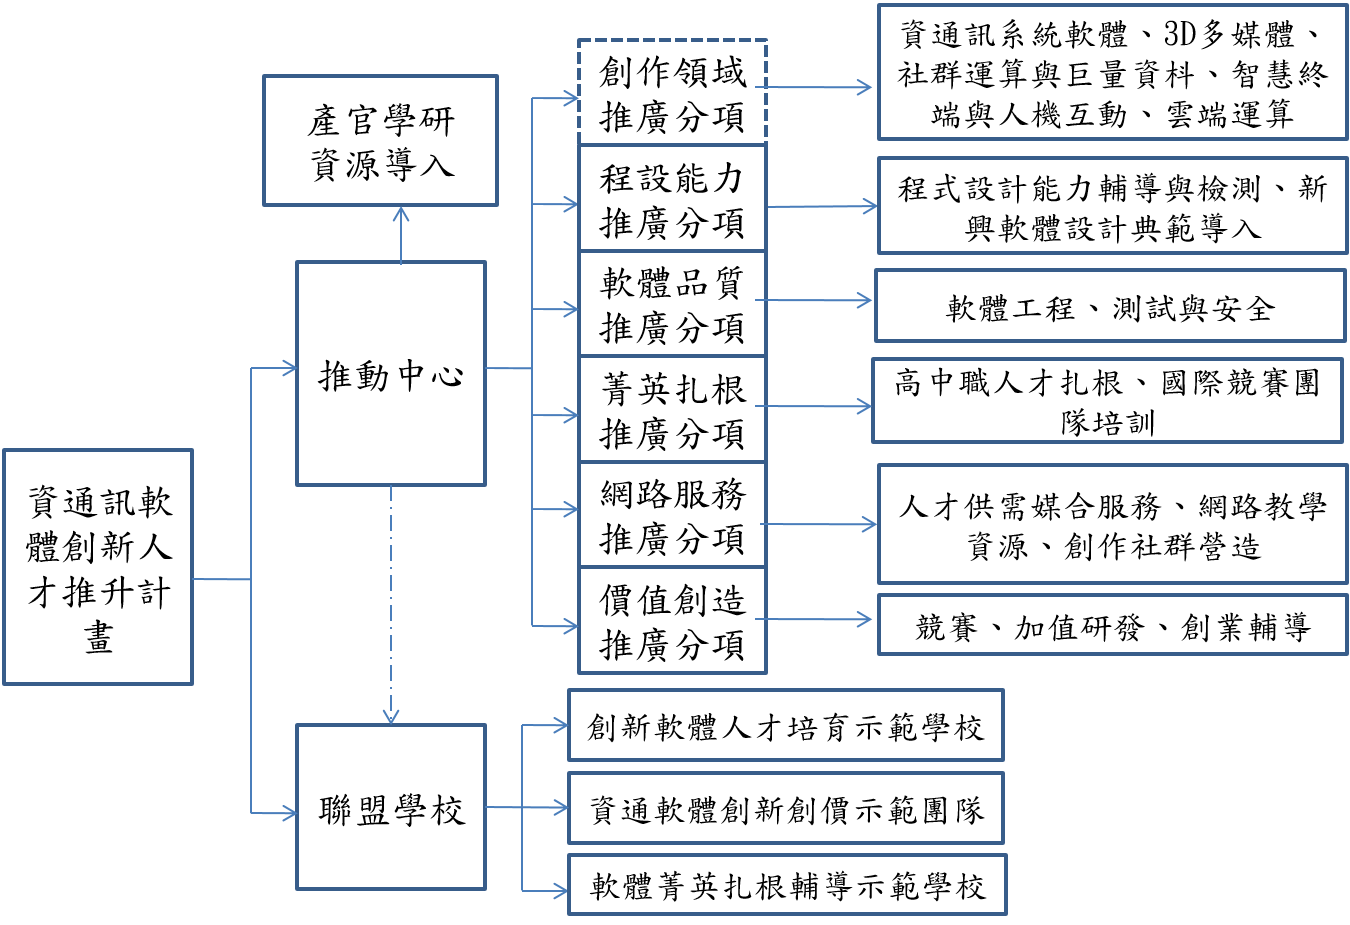 資通訊軟
體創新人
才推升計
畫
產官學研
資源導入
推動中心
聯盟學校
創作領域
推廣分項
程設能力
推廣分項
軟體品質
推廣分項
菁英扎根
推廣分項
網路服務
推廣分項
價值創造
推廣分項
資通訊系統軟體、3D多媒體、
社群運算與巨量資料、智慧終
端與人機互動、雲端運算
程式設計能力輔導與檢測、新
興軟體設計典範導入
軟體工程、測試與安全
高中職人才扎根、國際競賽團
隊培訓
人才供需媒合服務、網路教學
資源、創作社群營造
競賽、加值研發、創業輔導
創新軟體人才培育示範學校
資通軟體創新創價示範團隊
軟體菁英扎根輔導示範學校